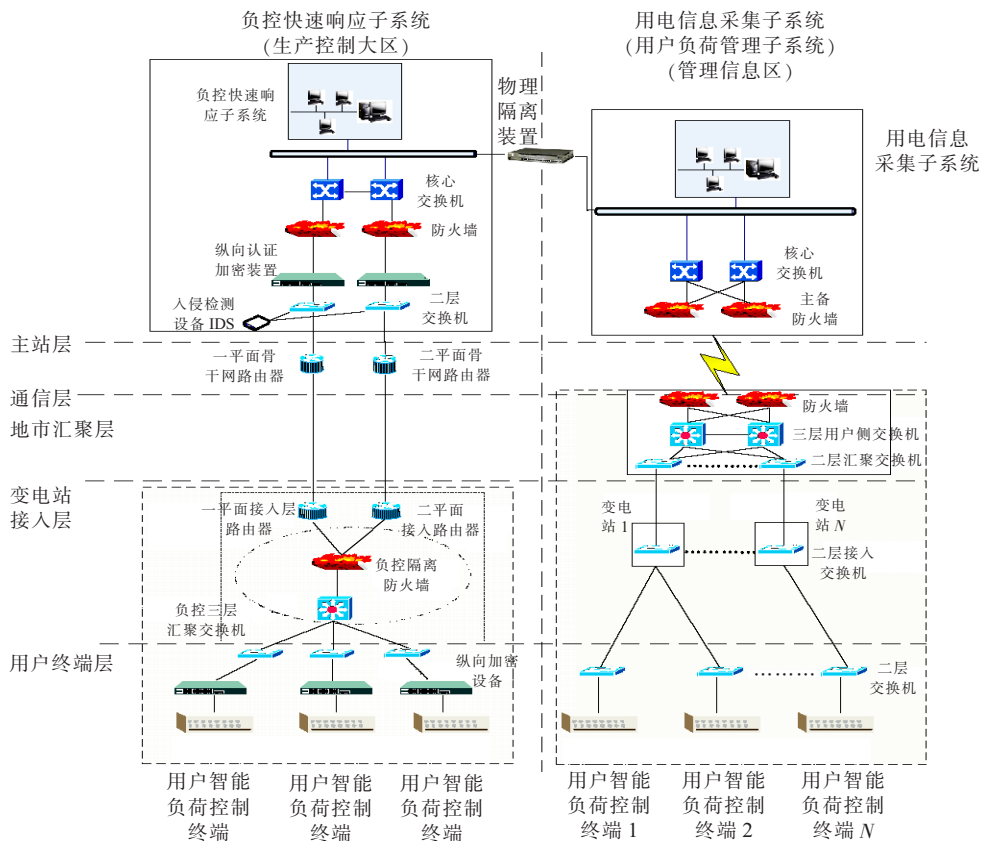 负控快速响应子系统
(生产控制大区)
用电信息采集子系统
(用户负荷管理子系统)
(管理信息区)
负控快速响
应子系统
物理
隔离
装置
用电信息
采集子系统
核心
交换机
防火墙
纵向认证
加密装置
入侵检测
设备 IDS
二层
交换机
核心
交换机
主备
防火墙
主站层
一平面骨
干网路由器
二平面骨
干网路由器
通信层
地市汇聚层
防火墙
三层用户侧交换机
二层汇聚交换机
变电站
接入层
一平面接入层
路由器
二平面
接入路由器
变电
站 1
变电
站 N
负控隔离
防火墙
二层接入
交换机
负控三层
汇聚交换机
用户终端层
纵向加密
设备
二层
交换机
用户智能
负荷控制
终端
用户智能
负荷控制
终端
用户智能
负荷控制
终端
用户智能
负荷控制
终端 1
用户智能
负荷控制
终端 2
用户智能
负荷控制
终端 N